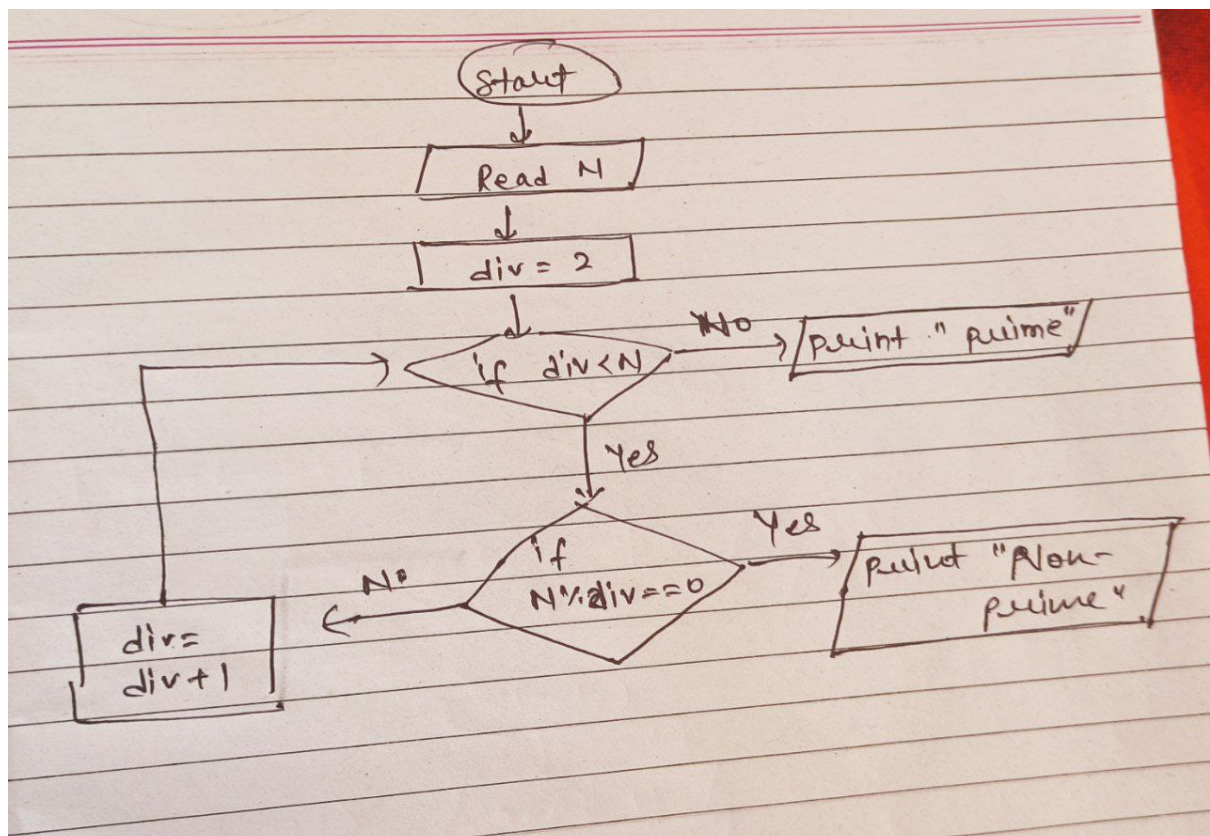 Start
Read N
div = 2
if div<N
No
print "prime"
Yes
if
N%div==0
Yes
print "Non-
prime"
No
div=
div+1